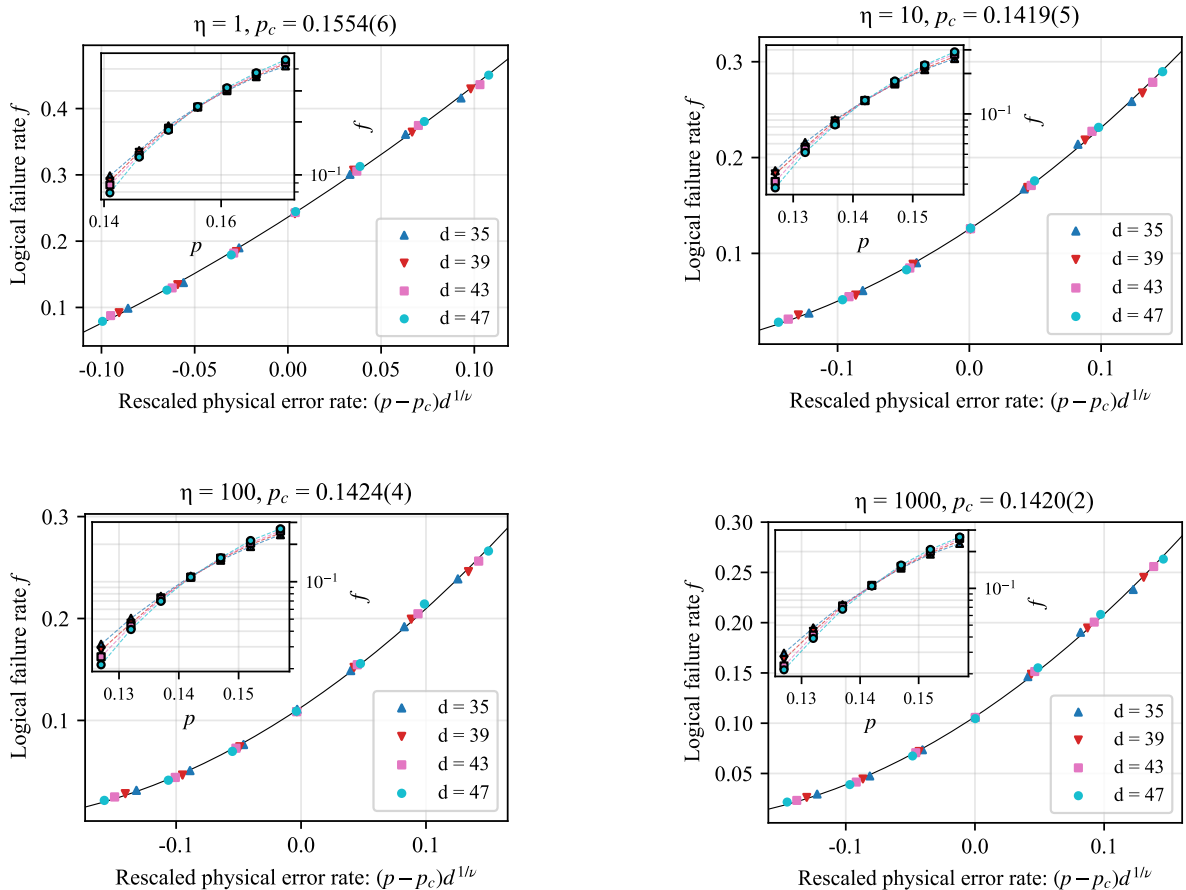 η = 1, p_c = 0.1554(6)
Logical failure rate f
0.4
0.3
0.2
0.1
-0.10
-0.05
0.00
0.05
0.10
Rescaled physical error rate: (p − p_c)d^{1/ν}
f
10^{-1}
0.14
0.16
p
d = 35
d = 39
d = 43
d = 47
η = 10, p_c = 0.1419(5)
Logical failure rate f
0.3
0.2
0.1
-0.1
0.0
0.1
Rescaled physical error rate: (p − p_c)d^{1/ν}
f
10^{-1}
0.13
0.14
0.15
p
d = 35
d = 39
d = 43
d = 47
η = 100, p_c = 0.1424(4)
Logical failure rate f
0.3
0.2
0.1
-0.1
0.0
0.1
Rescaled physical error rate: (p − p_c)d^{1/ν}
f
10^{-1}
0.13
0.14
0.15
p
d = 35
d = 39
d = 43
d = 47
η = 1000, p_c = 0.1420(2)
Logical failure rate f
0.30
0.25
0.20
0.15
0.10
0.05
-0.1
0.0
0.1
Rescaled physical error rate: (p − p_c)d^{1/ν}
f
10^{-1}
0.13
0.14
0.15
p
d = 35
d = 39
d = 43
d = 47